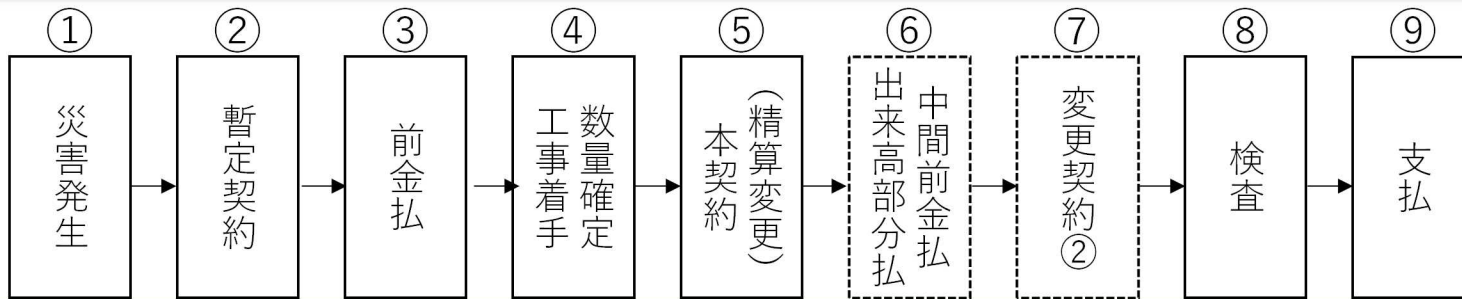 ①
災害発生
②
暫定契約
③
前金払
④
数量確定
工事着手
⑤
（精算変更）
本契約
⑥
中間前金払
出来高部分払
⑦
変更契約②
⑧
検査
⑨
支払